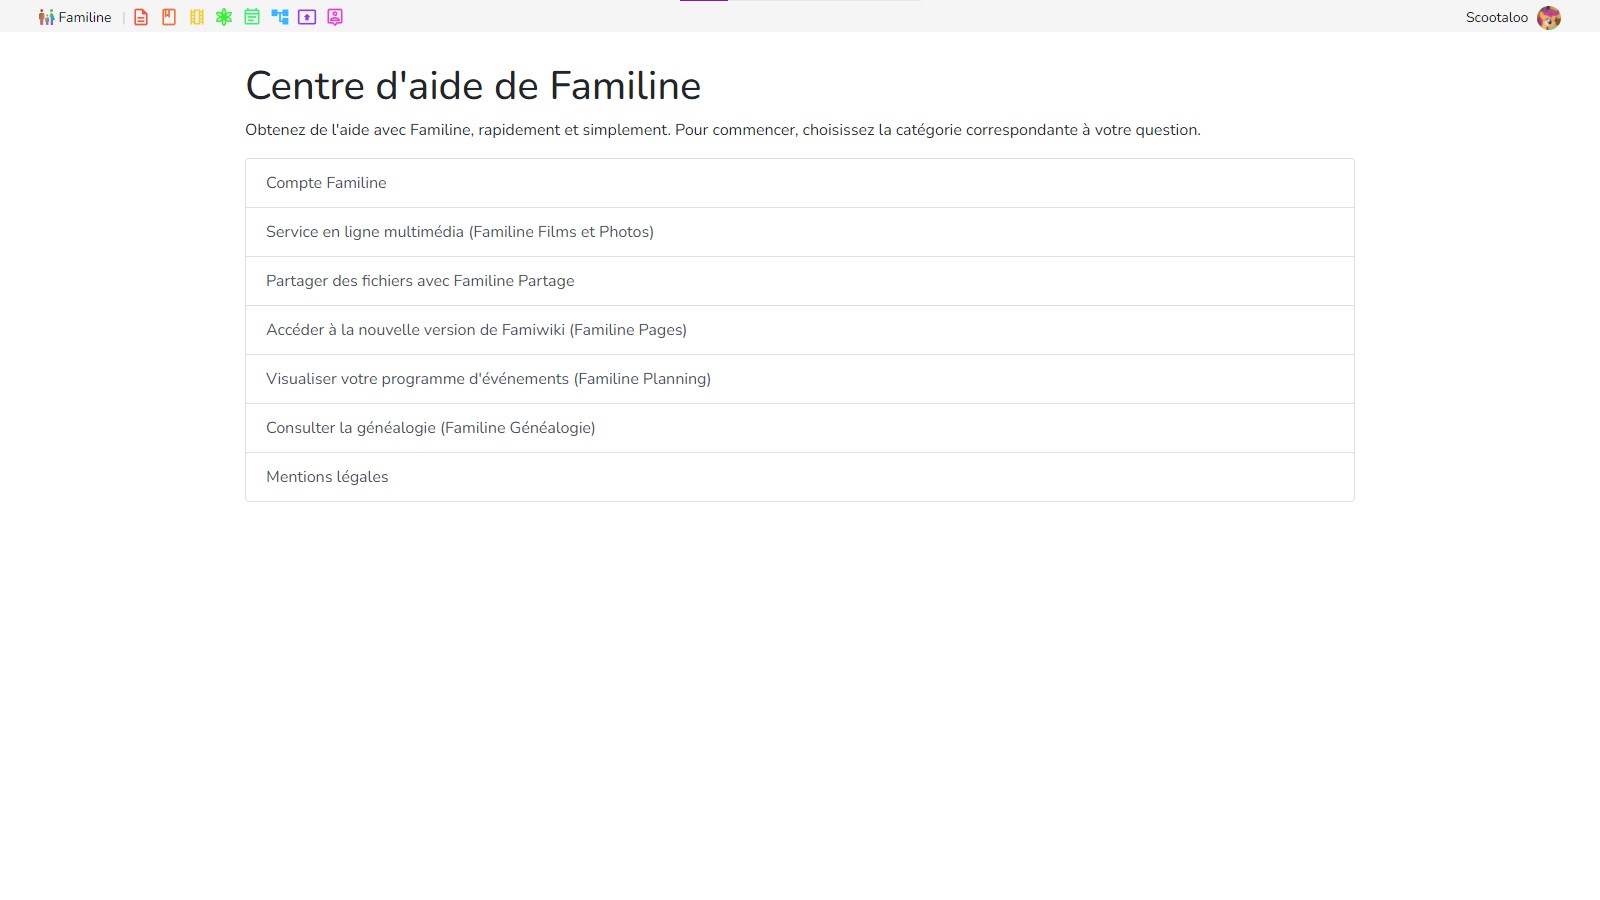 Familine
Scootaloo
Centre d'aide de Familine
Obtenez de l'aide avec Familine, rapidement et simplement. Pour commencer, choisissez la catégorie correspondante à votre question.
Compte Familine
Service en ligne multimédia (Familine Films et Photos)
Partager des fichiers avec Familine Partage
Accéder à la nouvelle version de Famiwiki (Familine Pages)
Visualiser votre programme d'événements (Familine Planning)
Consulter la généalogie (Familine Généalogie)
Mentions légales